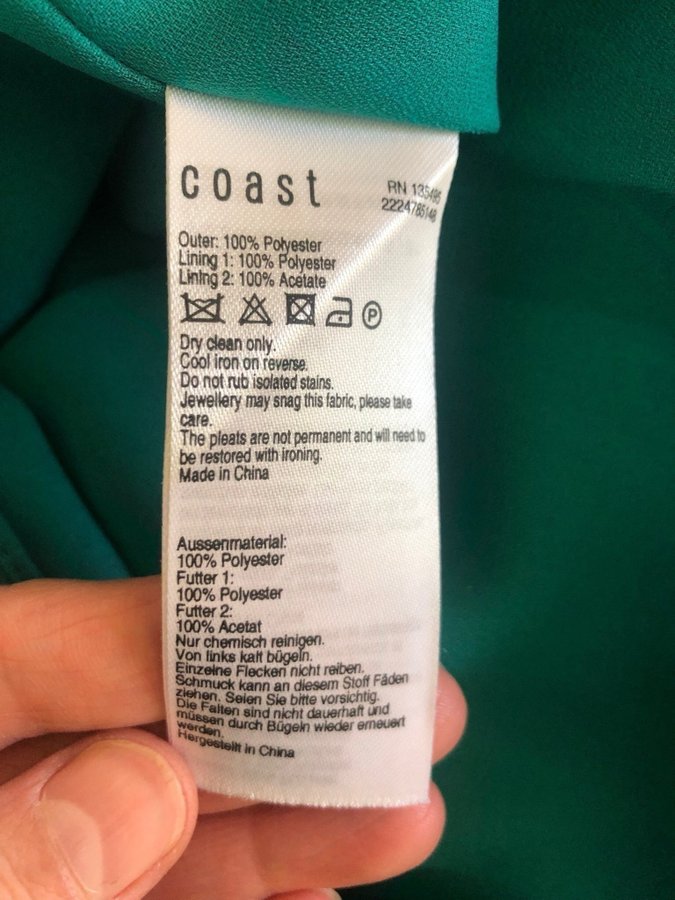 coast
RN 135495
2224785148
Outer: 100% Polyester
Lining 1: 100% Polyester
Lining 2: 100% Acetate
P
Dry clean only.
Cool iron on reverse.
Do not rub isolated stains.
Jewellery may snag this fabric, please take
care.
The pleats are not permanent and will need to
be restored with ironing.
Made in China
Aussenmaterial:
100% Polyester
Futter 1:
100% Polyester
Futter 2:
100% Acetat
Nur chemisch reinigen.
Von links kalt bügeln.
Einzelne Flecken nicht reiben.
Schmuck kann an diesem Stoff Fäden
ziehen. Seien Sie bitte vorsichtig.
Die Falten sind nicht dauerhaft und
müssen durch Bügeln wieder erneuert
werden.
Hergestellt in China